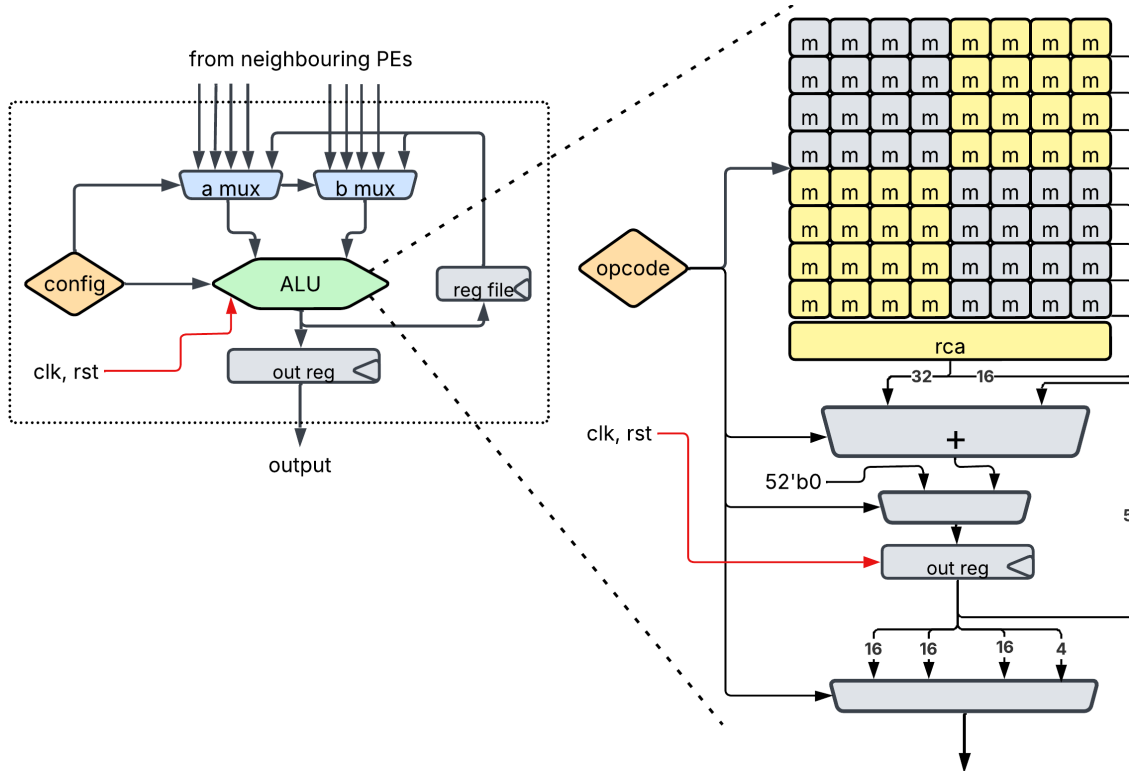 from neighbouring PEs
a mux
b mux
config
ALU
reg file
clk, rst
out reg
output
m m m m m m m m
m m m m m m m m
m m m m m m m m
m m m m m m m m
m m m m m m m m
m m m m m m m m
m m m m m m m m
m m m m m m m m
opcode
rca
32
16
+
clk, rst
52'b0
5
out reg
16
16
16
4